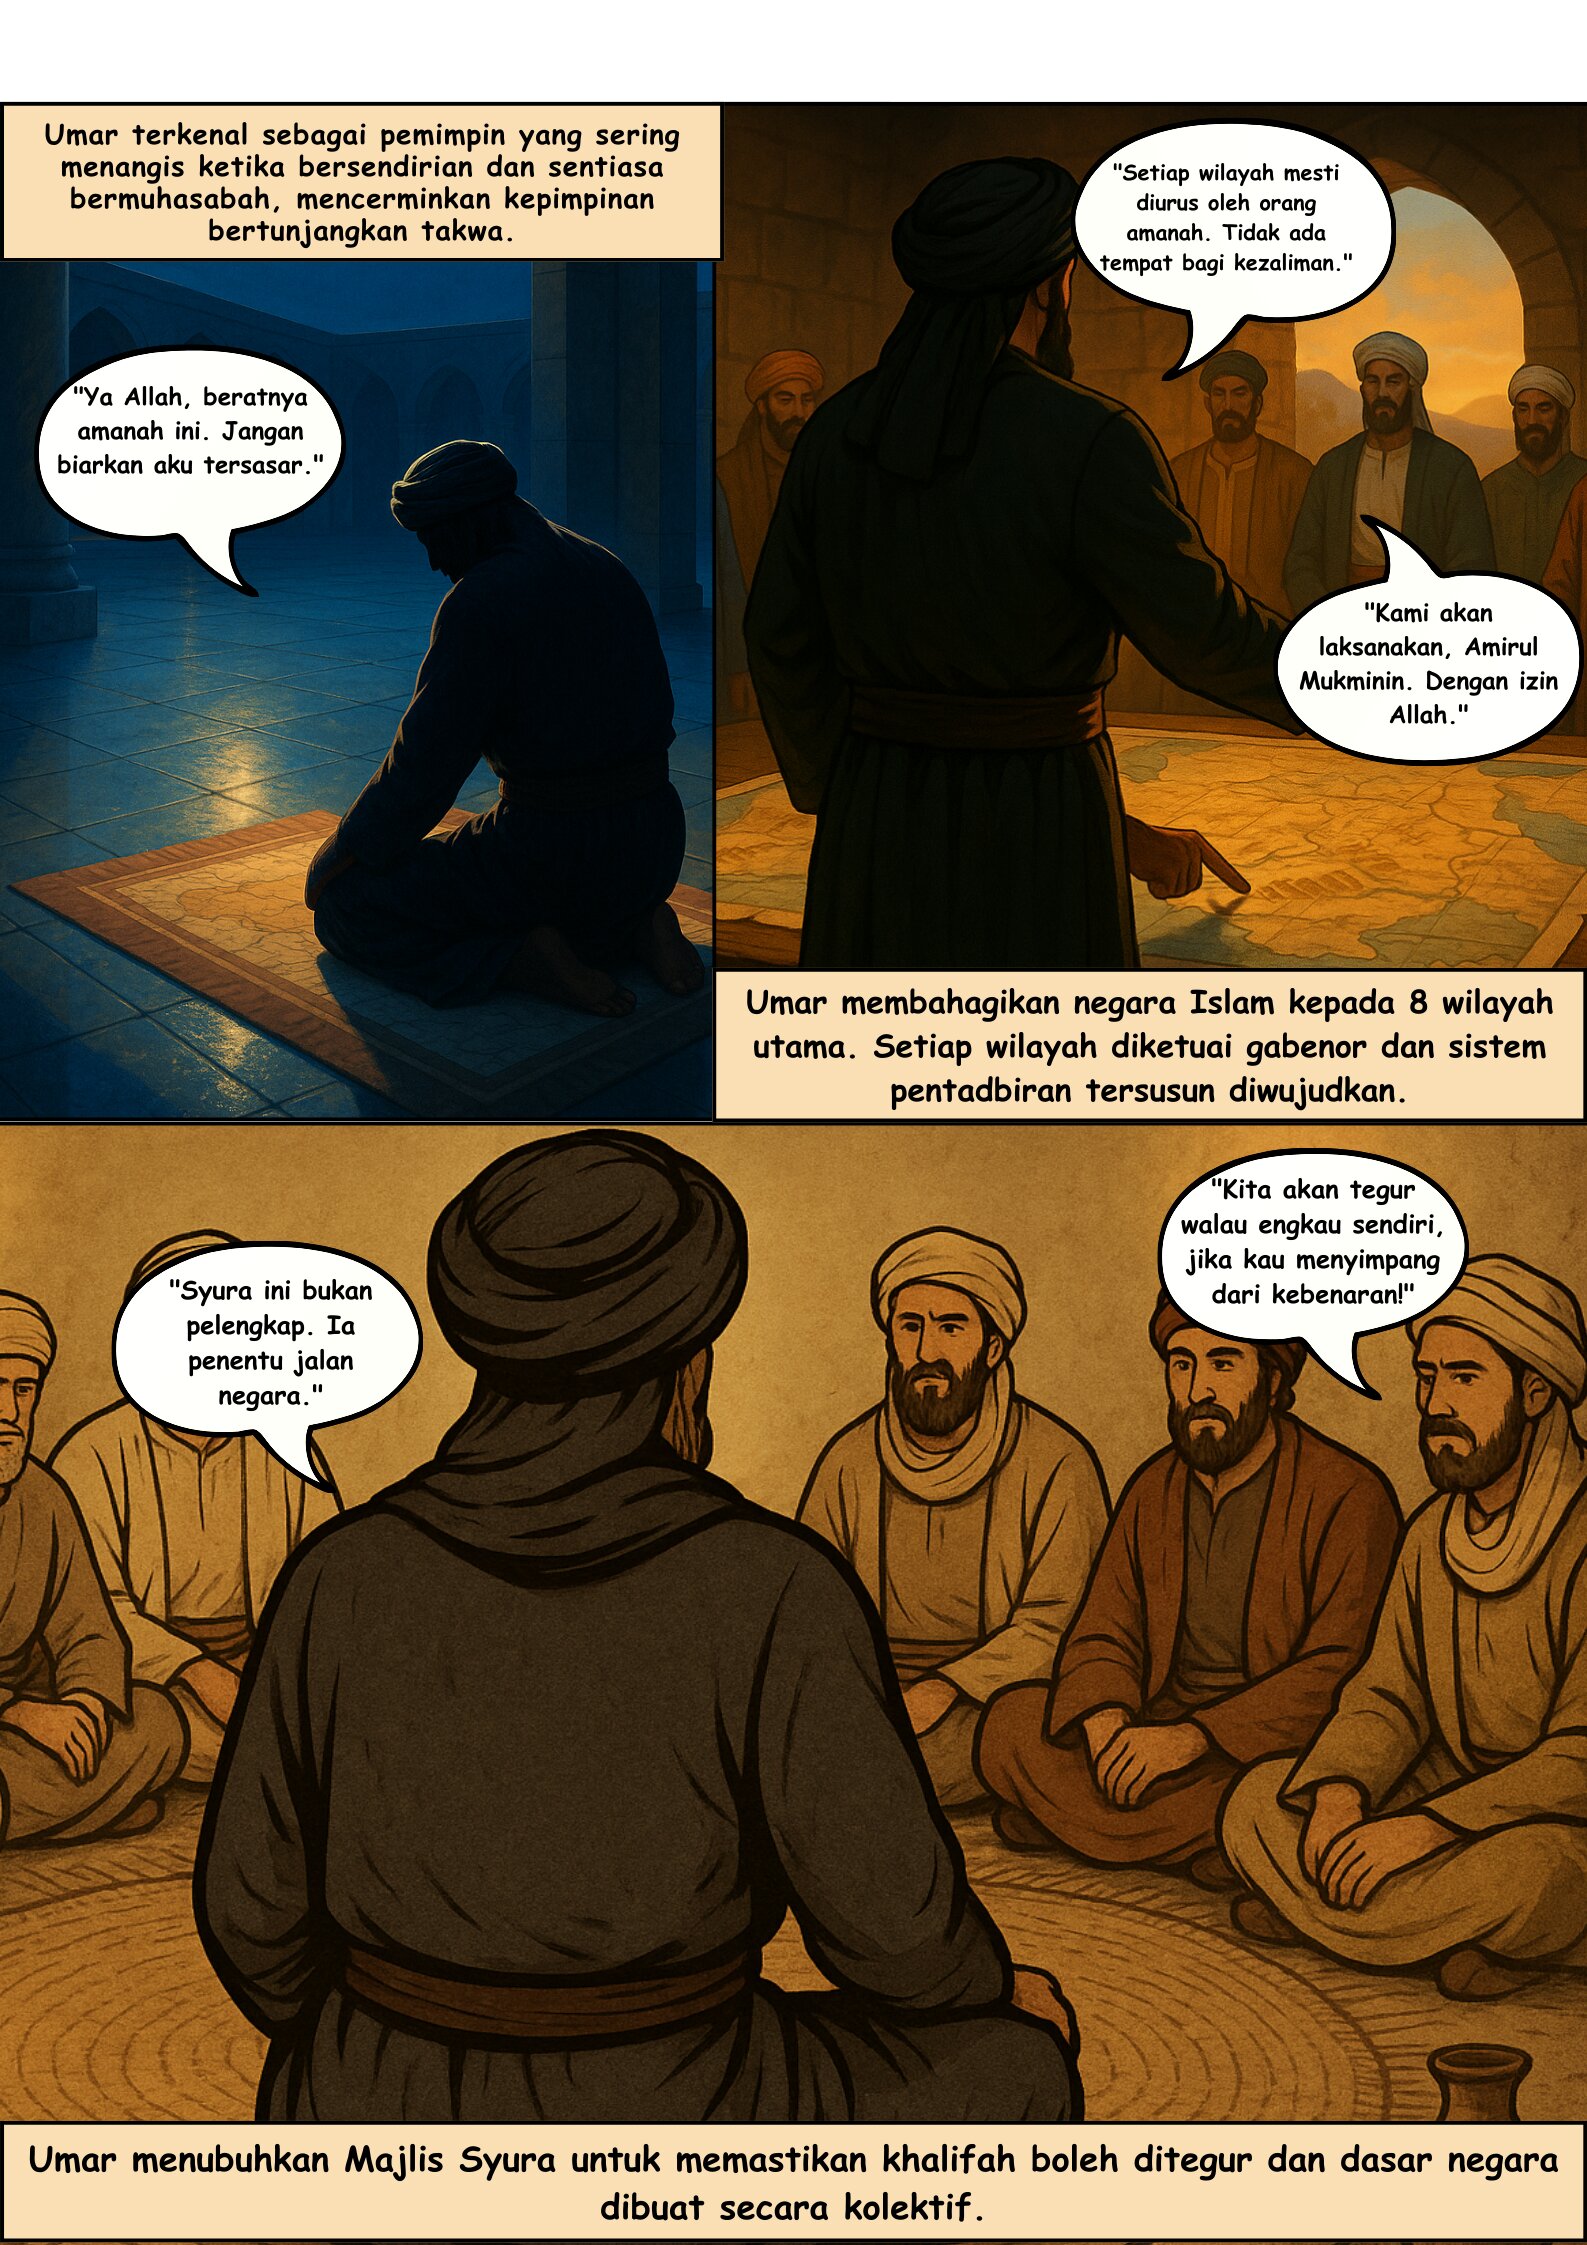 Umar terkenal sebagai pemimpin yang sering
menangis ketika bersendirian dan sentiasa
bermuhasabah, mencerminkan kepimpinan
bertunjangkan takwa.
"Ya Allah, beratnya
amanah ini. Jangan
biarkan aku tersasar."
"Setiap wilayah mesti
diurus oleh orang
amanah. Tidak ada
tempat bagi kezaliman."
"Kami akan
laksanakan, Amirul
Mukminin. Dengan izin
Allah."
Umar membahagikan negara Islam kepada 8 wilayah
utama. Setiap wilayah diketuai gabenor dan sistem
pentadbiran tersusun diwujudkan.
"Syura ini bukan
pelengkap. Ia
penentu jalan
negara."
"Kita akan tegur
walau engkau sendiri,
jika kau menyimpang
dari kebenaran!"
Umar menubuhkan Majlis Syura untuk memastikan khalifah boleh ditegur dan dasar negara
dibuat secara kolektif.